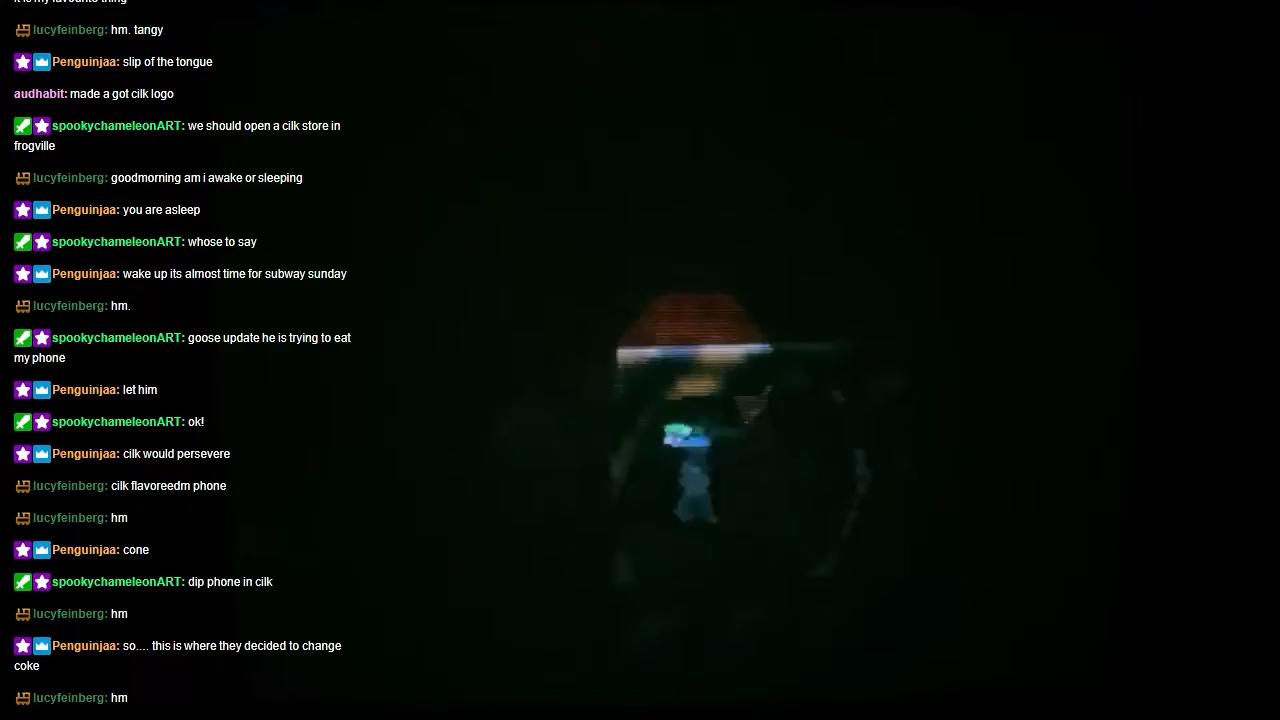 lucyfeinberg: hm. tangy
Penguinjaa: slip of the tongue
audhabit: made a got cilk logo
spookychameleonART: we should open a cilk store in
frogville
lucyfeinberg: goodmorning am i awake or sleeping
Penguinjaa: you are asleep
spookychameleonART: whose to say
Penguinjaa: wake up its almost time for subway sunday
lucyfeinberg: hm.
spookychameleonART: goose update he is trying to eat
my phone
Penguinjaa: let him
spookychameleonART: ok!
Penguinjaa: cilk would persevere
lucyfeinberg: cilk flavoreedm phone
lucyfeinberg: hm
Penguinjaa: cone
spookychameleonART: dip phone in cilk
lucyfeinberg: hm
Penguinjaa: so.... this is where they decided to change
coke
lucyfeinberg: hm